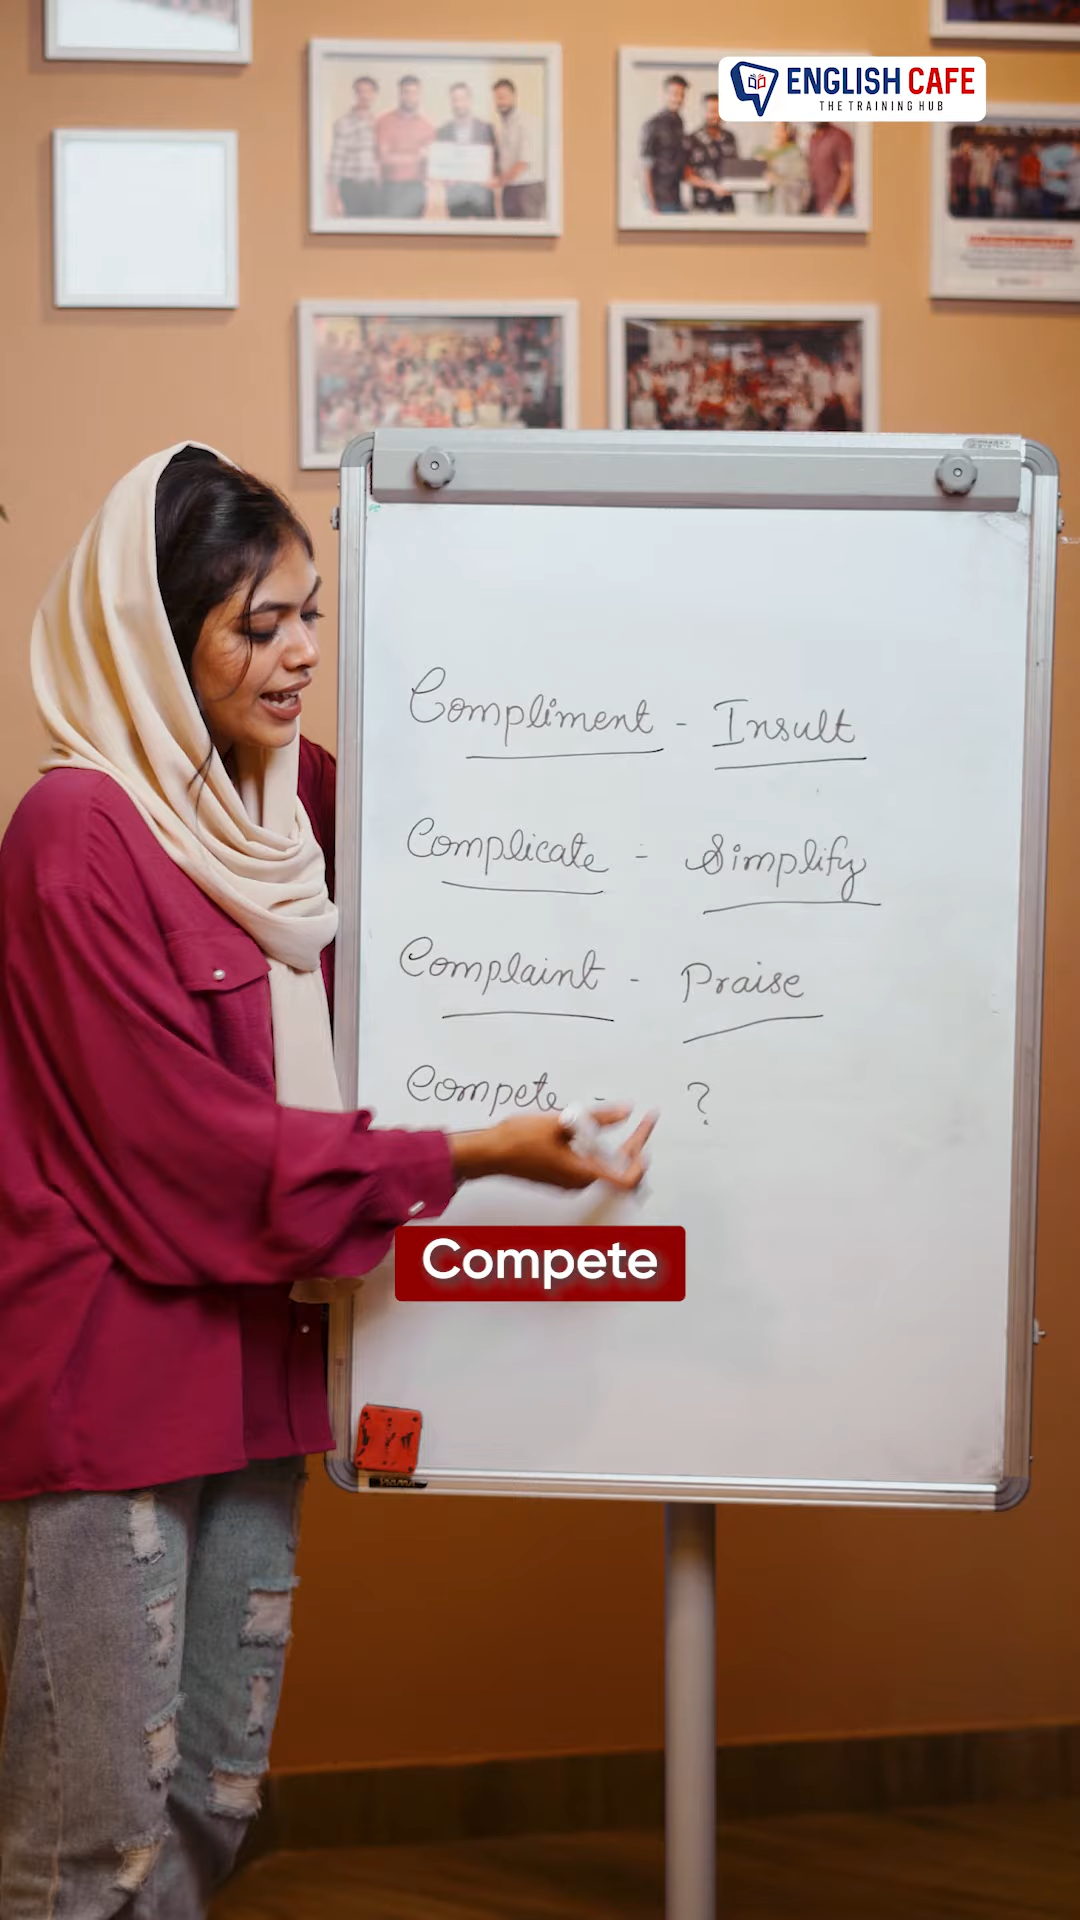 ENGLISH CAFE
THE TRAINING HUB
Compliment - Insult
Complicate - Simplify
Complaint - Praise
Compete - ?
Compete